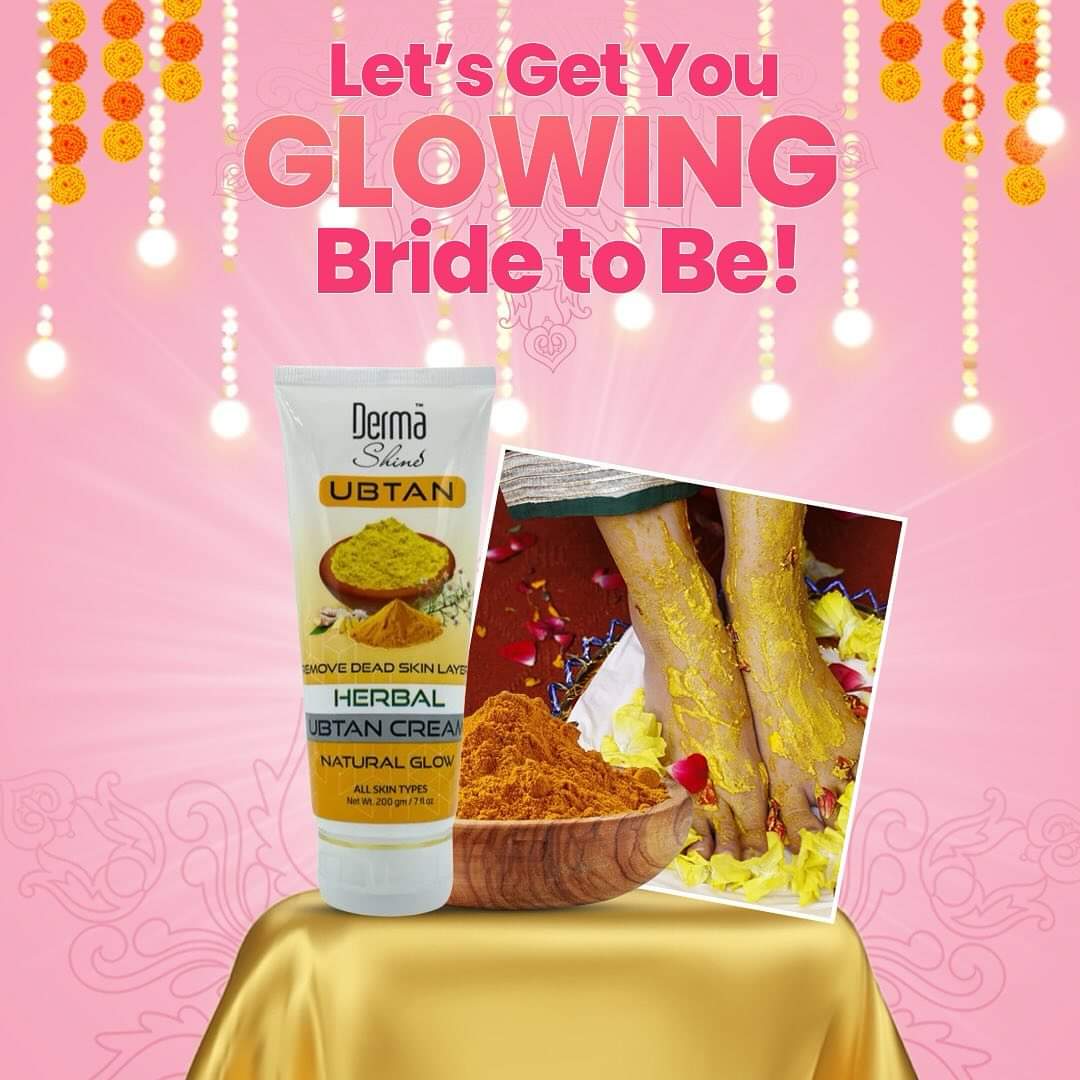 Let's Get You
GLOWING
Bride to Be!
Derma™
Shine
UBTAN
REMOVE DEAD SKIN LAYER
HERBAL
UBTAN CREAM
NATURAL GLOW
ALL SKIN TYPES
Net Wt. 200 gm / 7 fl oz